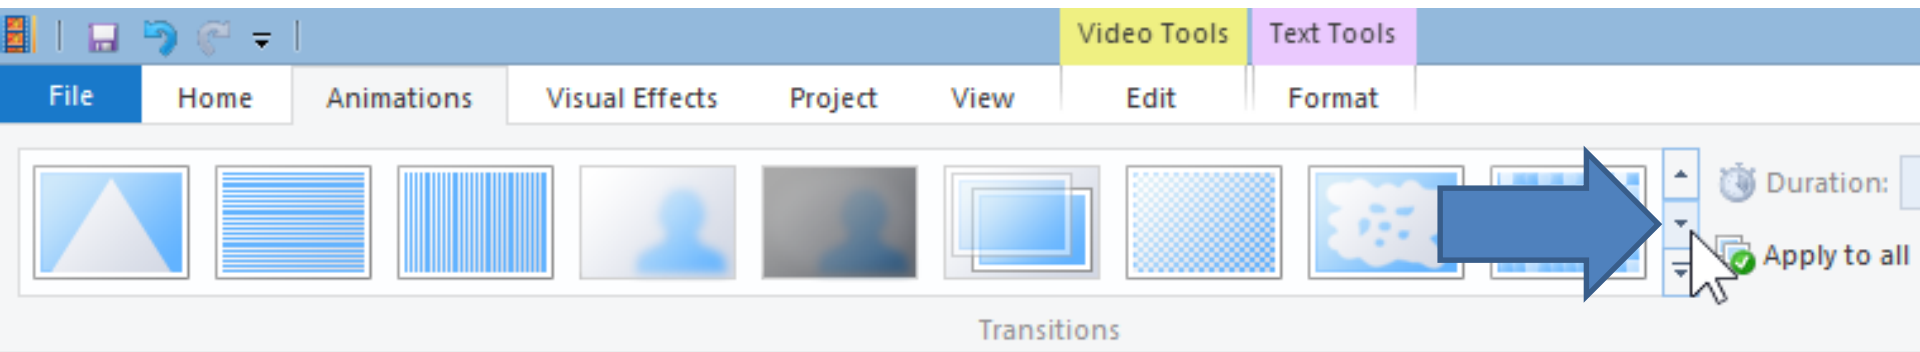 Video Tools Text Tools
File Home Animations Visual Effects Project View Edit Format
Duration:
Apply to all
Transitions